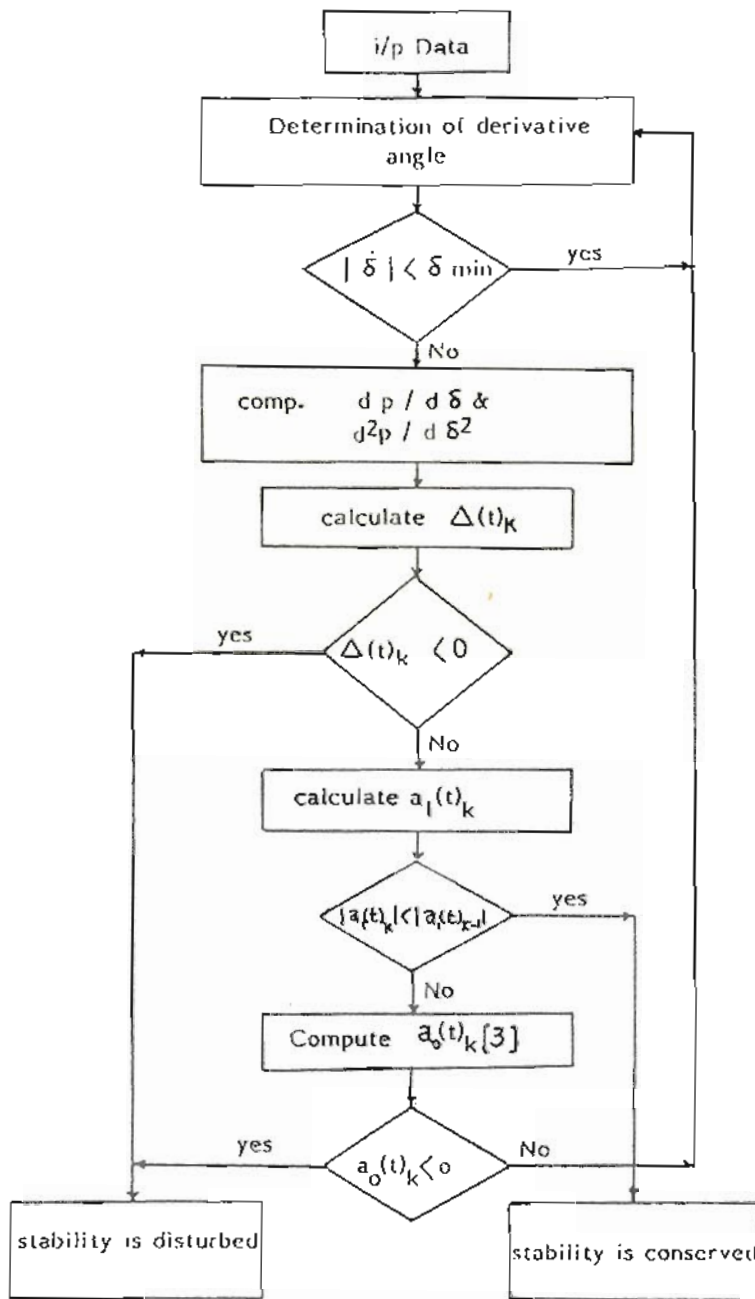 i/p Data
Determination of derivative
angle
| δ̇ | < δ min
yes
No
comp. d p / d δ &
d²p / d δ²
calculate Δ(t)K
yes
Δ(t)k < 0
No
calculate a₁(t)k
|a₁(t)k|<|a₁(t)k-1|
yes
No
Compute a₀(t)k[3]
yes
a₀(t)k<o
No
stability is disturbed
stability is conserved